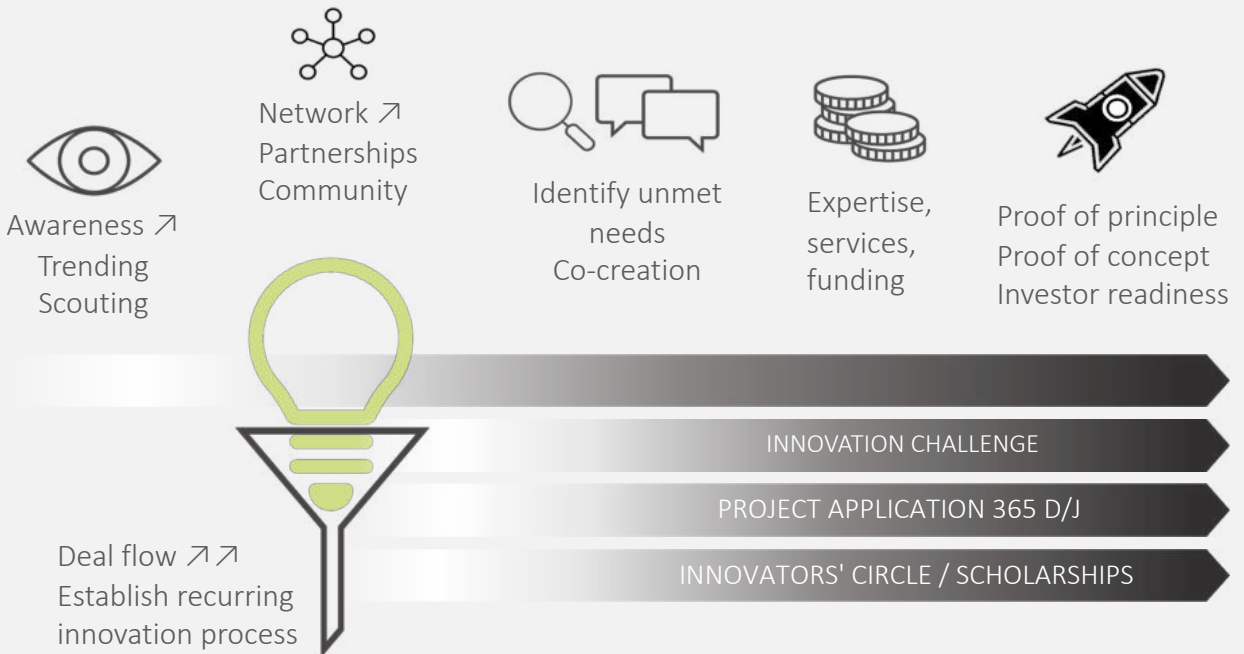 Awareness ↗
Trending
Scouting
Network ↗
Partnerships
Community
Identify unmet
needs
Co-creation
Expertise,
services,
funding
Proof of principle
Proof of concept
Investor readiness
INNOVATION CHALLENGE
PROJECT APPLICATION 365 D/J
INNOVATORS' CIRCLE / SCHOLARSHIPS
Deal flow ↗↗
Establish recurring
innovation process